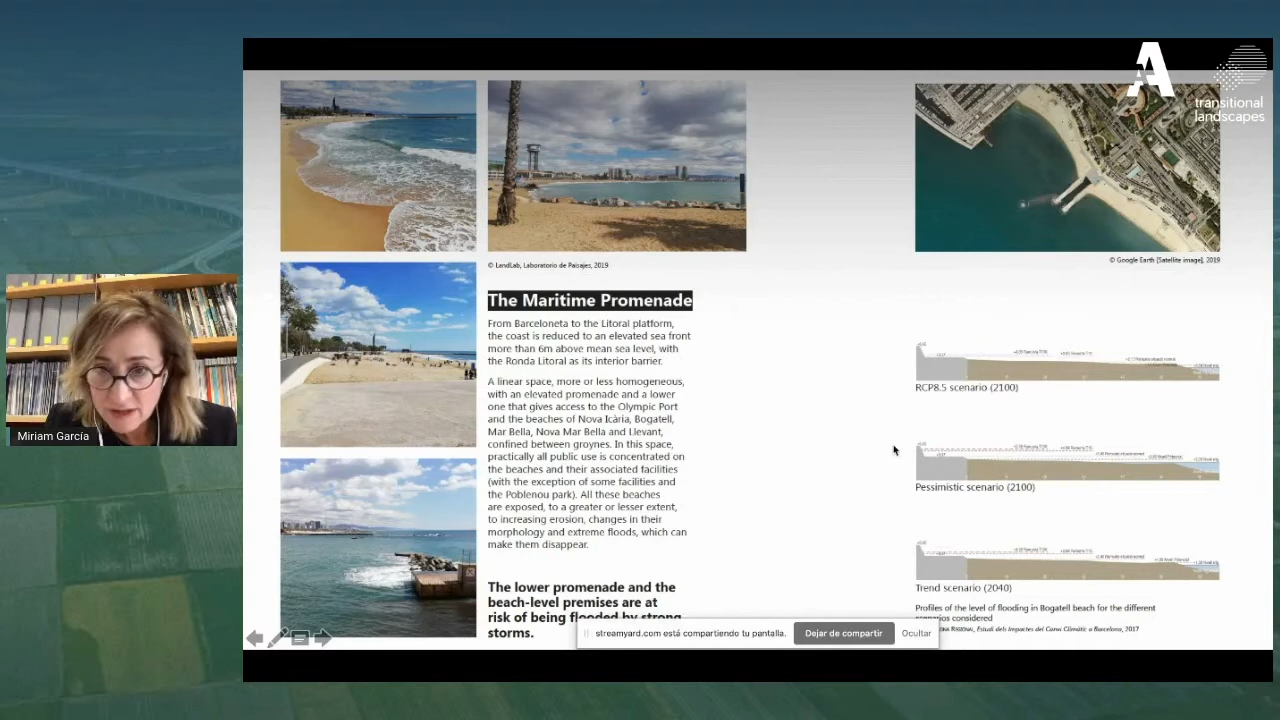 A
transitional
landscapes
© LandLab, Laboratorio de Paisajes, 2019
© Google Earth [Satellite image], 2019
The Maritime Promenade
From Barceloneta to the Litoral platform,
the coast is reduced to an elevated sea front
more than 6m above mean sea level, with
the Ronda Litoral as its interior barrier.
A linear space, more or less homogeneous,
with an elevated promenade and a lower
one that gives access to the Olympic Port
and the beaches of Nova Icària, Bogatell,
Mar Bella, Nova Mar Bella and Llevant,
confined between groynes. In this space,
practically all public use is concentrated on
the beaches and their associated facilities
(with the exception of some facilities and
the Poblenou park). All these beaches
are exposed, to a greater or lesser extent,
to increasing erosion, changes in their
morphology and extreme floods, which can
make them disappear.
The lower promenade and the
beach-level premises are at
risk of being flooded by strong
storms.
RCP8.5 scenario (2100)
Pessimistic scenario (2100)
Trend scenario (2040)
Profiles of the level of flooding in Bogatell beach for the different
scenarios considered
Regional, Estudi dels Impactes del Canvi Climàtic a Barcelona, 2017
Miriam García
streamyard.com está compartiendo tu pantalla.
Dejar de compartir
Ocultar